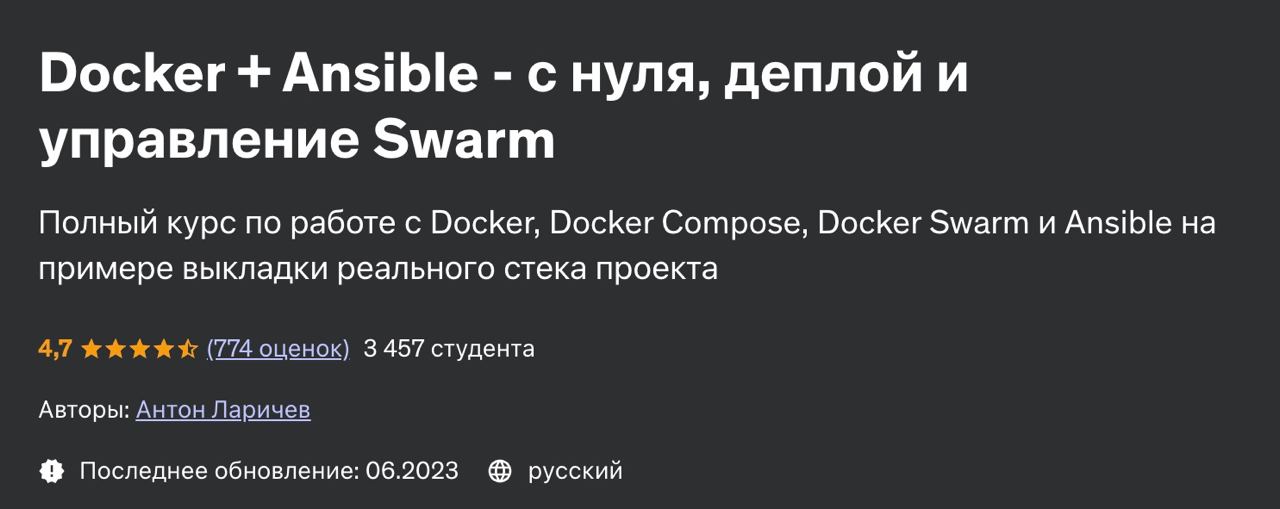 Docker + Ansible - с нуля, деплой и
управление Swarm
Полный курс по работе с Docker, Docker Compose, Docker Swarm и Ansible на
примере выкладки реального стека проекта
4,7 (774 оценок) 3 457 студента
Авторы: Антон Ларичев
Последнее обновление: 06.2023 русский